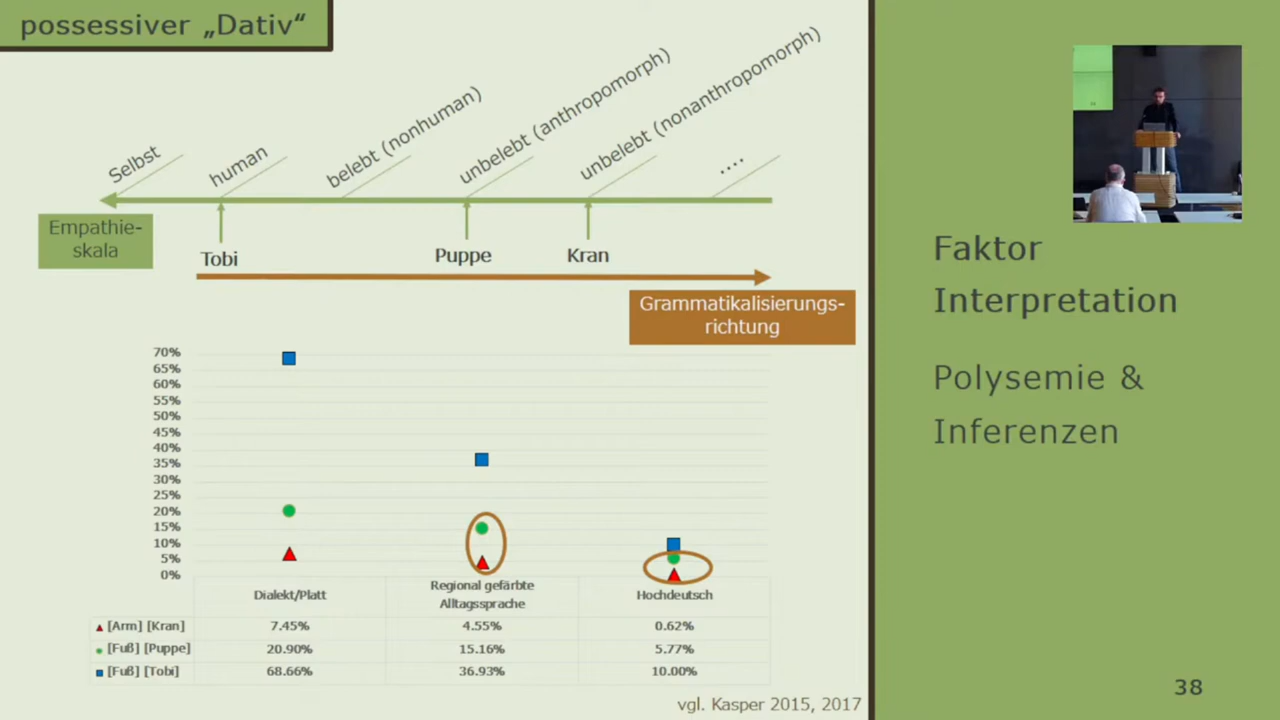 possessiver „Dativ“
Selbst
human
belebt (nonhuman)
unbelebt (anthropomorph)
unbelebt (nonanthropomorph)
....
Empathie-
skala
Tobi
Puppe
Kran
Grammatikalisierungs-
richtung
70%
65%
60%
55%
50%
45%
40%
35%
30%
25%
20%
15%
10%
5%
0%
Dialekt/Platt
Regional gefärbte
Alltagssprache
Hochdeutsch
[Arm] [Kran] 7.45% 4.55% 0.62%
[Fuß] [Puppe] 20.90% 15.16% 5.77%
[Fuß] [Tobi] 68.66% 36.93% 10.00%
vgl. Kasper 2015, 2017
Faktor
Interpretation
Polysemie &
Inferenzen
38